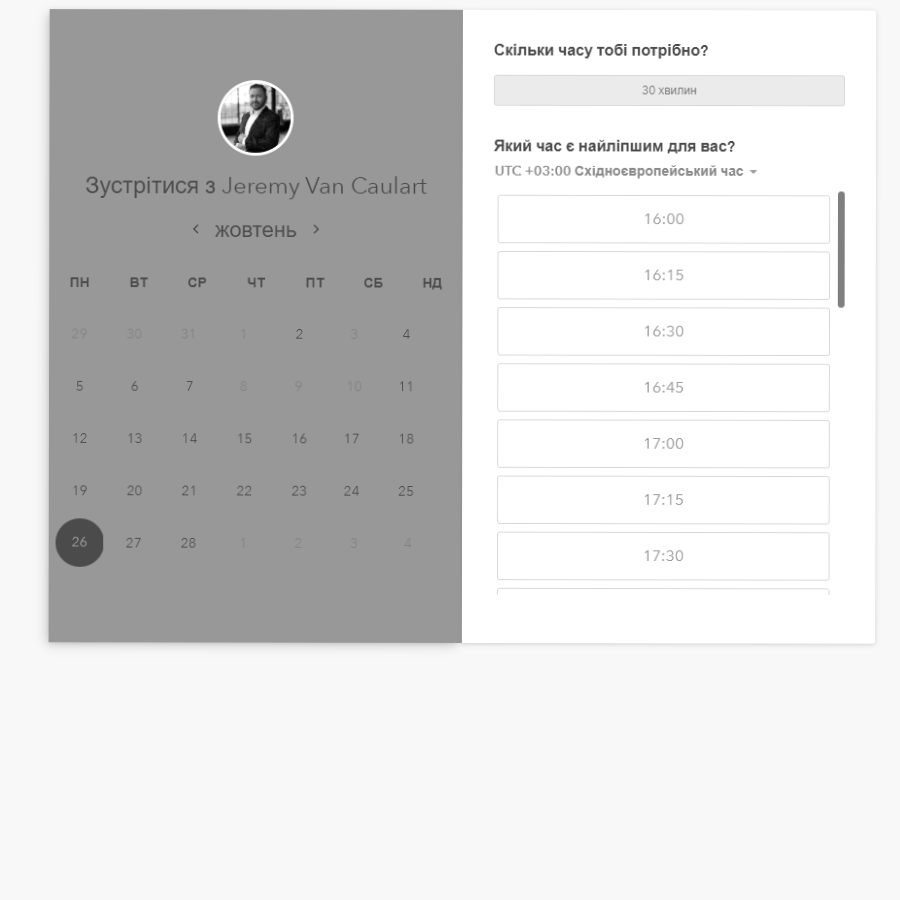 Зустрітися з Jeremy Van Caulart
жовтень
ПН ВТ СР ЧТ ПТ СБ НД
29 30 31 1 2 3 4
5 6 7 8 9 10 11
12 13 14 15 16 17 18
19 20 21 22 23 24 25
26 27 28 1 2 3 4
Скільки часу тобі потрібно?
30 хвилин
Який час є найліпшим для вас?
UTC +03:00 Східноєвропейський час
16:00
16:15
16:30
16:45
17:00
17:15
17:30